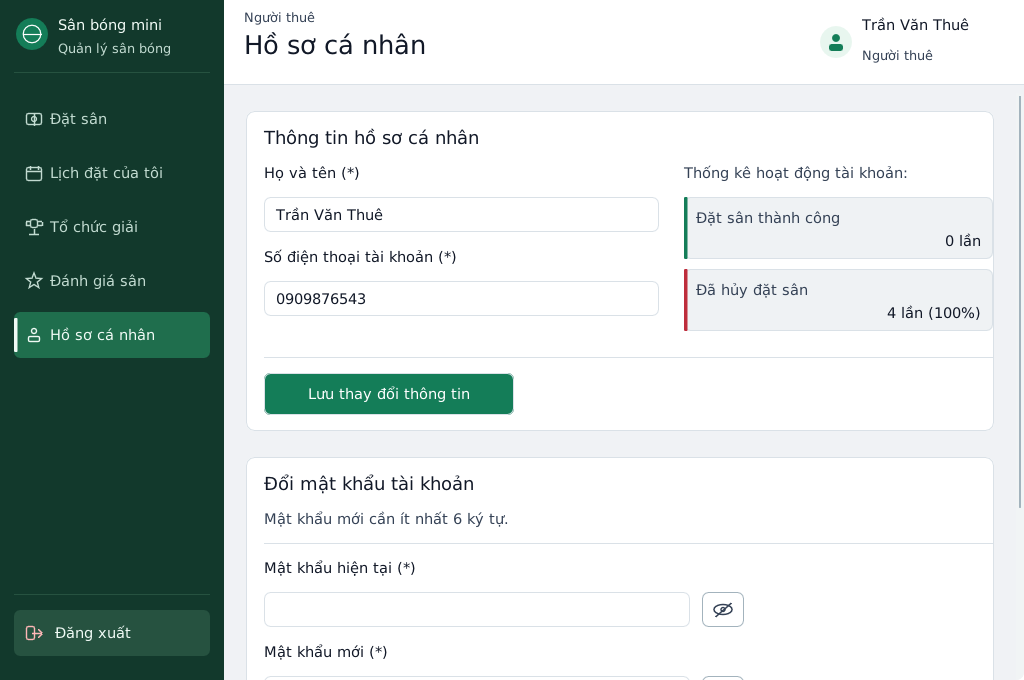 Sân bóng mini
Quản lý sân bóng
Đặt sân
Lịch đặt của tôi
Tổ chức giải
Đánh giá sân
Hồ sơ cá nhân
Đăng xuất
Người thuê
Hồ sơ cá nhân
Trần Văn Thuê
Người thuê
Thông tin hồ sơ cá nhân
Họ và tên (*)
Trần Văn Thuê
Số điện thoại tài khoản (*)
0909876543
Thống kê hoạt động tài khoản:
Đặt sân thành công
0 lần
Đã hủy đặt sân
4 lần (100%)
Lưu thay đổi thông tin
Đổi mật khẩu tài khoản
Mật khẩu mới cần ít nhất 6 ký tự.
Mật khẩu hiện tại (*)
Mật khẩu mới (*)